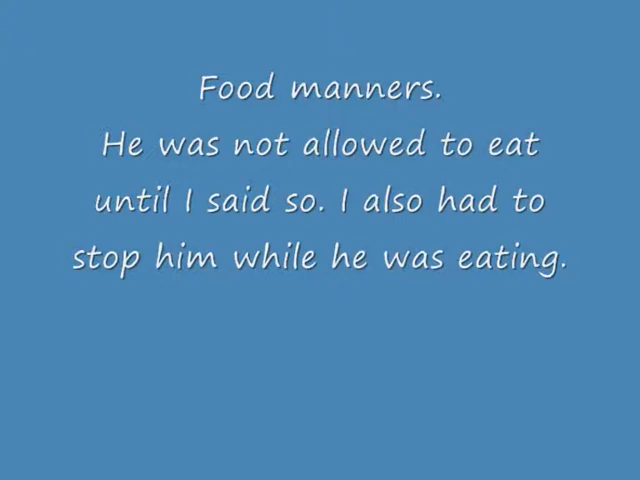 Food manners.
He was not allowed to eat
until I said so. I also had to
stop him while he was eating.